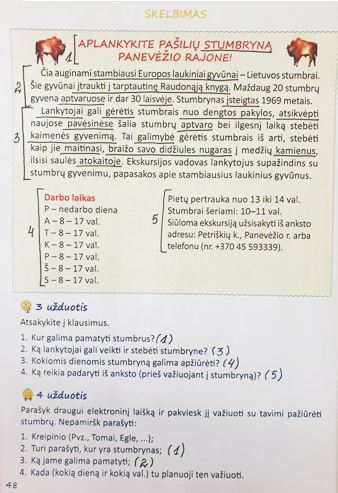 SKELBIMAS
APLANKYKITE PAŠILIŲ STUMBRYNĄ
PANEVĖŽIO RAJONE!
1
2
Čia auginami stambiausi Europos laukiniai gyvūnai – Lietuvos stumbrai.
Šie gyvūnai įtraukti į tarptautinę Raudonąją knygą. Maždaug 20 stumbrų
gyvena aptvaruose ir dar 30 laisvėje. Stumbrynas įsteigtas 1969 metais.
3
Lankytojai gali gėrėtis stumbrais nuo dengtos pakylos, atsikvėpti
naujose pavėsinėse šalia stumbrų aptvaro bei ilgesnį laiką stebėti
kaimenės gyvenimą. Tai galimybė gėrėtis stumbrais iš arti, stebėti
kaip jie maitinasi, braižo savo didžiules nugaras į medžių kamienus,
ilsisi saulės atokaitoje. Ekskursijos vadovas lankytojus supažindins su
stumbrų gyvenimu, papasakos apie stambiausius laukinius gyvūnus.
4
Darbo laikas
P – nedarbo diena
A – 8 – 17 val.
T – 8 – 17 val.
K – 8 – 17 val.
P – 8 – 17 val.
Š – 8 – 17 val.
S – 8 – 17 val.
5
Pietų pertrauka nuo 13 iki 14 val.
Stumbrai šeriami: 10–11 val.
Siūloma ekskursiją užsisakyti iš anksto
adresu: Petriškių k., Panevėžio r. arba
telefonu (nr. +370 45 593339).
3 užduotis
Atsakykite į klausimus.
1. Kur galima pamatyti stumbrus? (1)
2. Ką lankytojai gali veikti ir stebėti stumbryne? (3)
3. Kokiomis dienomis stumbryną galima apžiūrėti? (4)
4. Ką reikia padaryti iš anksto (prieš važiuojant į stumbryną)? (5)
4 užduotis
Parašyk draugui elektroninį laišką ir pakviesk jį važiuoti su tavimi pažiūrėti
stumbrų. Nepamiršk parašyti:
1. Kreipinio (Pvz., Tomai, Egle, ...);
2. Turi parašyti, kur yra stumbrynas; (1)
3. Ką jame galima pamatyti; (2)
4. Kada (kokią dieną ir kokią val.) tu planuoji ten važiuoti.
48